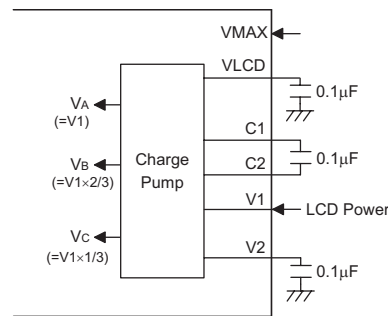 VMAX
VLCD
0.1µF
VA
(=V1)
C1
VB
(=V1×2/3)
Charge
Pump
0.1µF
C2
V1
LCD Power
VC
(=V1×1/3)
V2
0.1µF